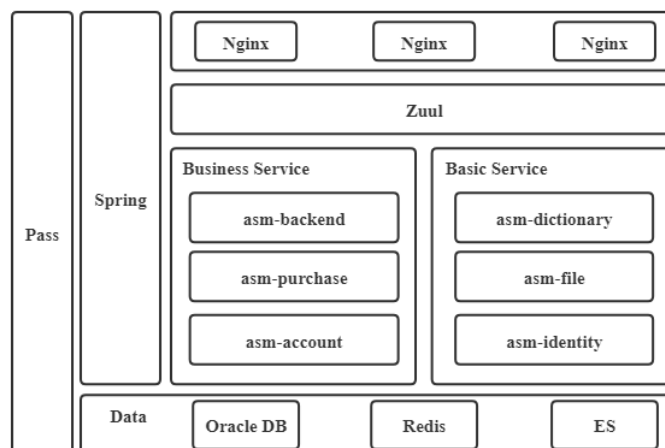 Pass
Spring
Nginx
Nginx
Nginx
Zuul
Business Service
asm-backend
asm-purchase
asm-account
Basic Service
asm-dictionary
asm-file
asm-identity
Data
Oracle DB
Redis
ES